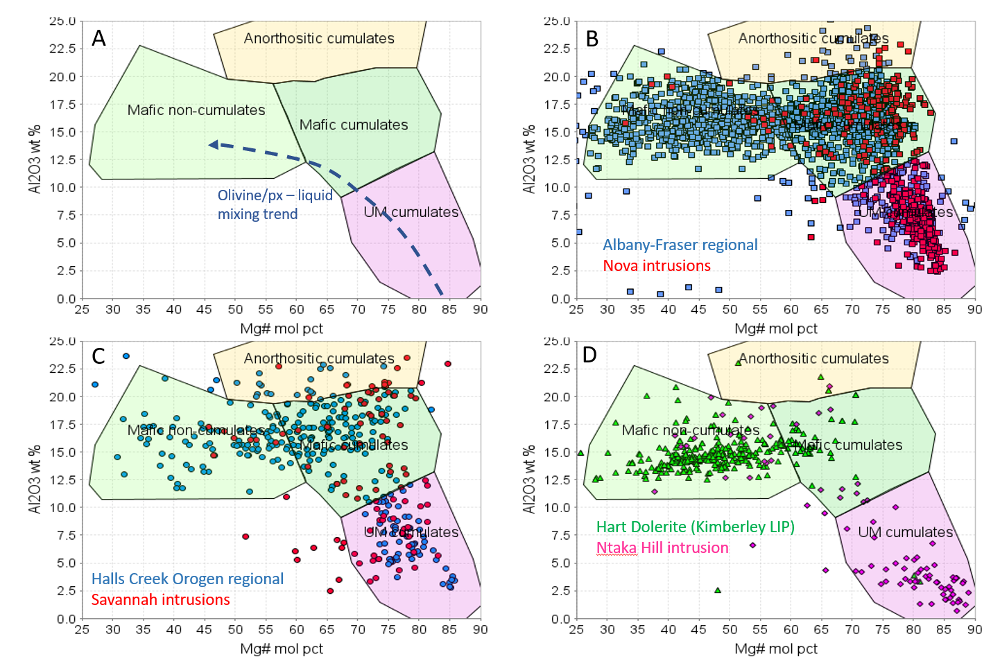 A
25.0
22.5
20.0
17.5
15.0
12.5
10.0
7.5
5.0
2.5
0.0
Al2O3 wt %
Anorthositic cumulates
Mafic non-cumulates
Mafic cumulates
Olivine/px – liquid
mixing trend
UM cumulates
25 30 35 40 45 50 55 60 65 70 75 80 85 90
Mg# mol pct
B
25.0
22.5
20.0
17.5
15.0
12.5
10.0
7.5
5.0
2.5
0.0
Al2O3 wt %
Anorthositic cumulates
Mafic non-cumulates
UM cumulates
Albany-Fraser regional
Nova intrusions
25 30 35 40 45 50 55 60 65 70 75 80 85 90
Mg# mol pct
C
25.0
22.5
20.0
17.5
15.0
12.5
10.0
7.5
5.0
2.5
0.0
Al2O3 wt %
Anorthositic cumulates
Mafic non-cumulates
Mafic cumulates
UM cumulates
Halls Creek Orogen regional
Savannah intrusions
25 30 35 40 45 50 55 60 65 70 75 80 85 90
Mg# mol pct
D
25.0
22.5
20.0
17.5
15.0
12.5
10.0
7.5
5.0
2.5
0.0
Al2O3 wt %
Anorthositic cumulates
Mafic non-cumulates
Mafic cumulates
Hart Dolerite (Kimberley LIP)
UM cumulates
Ntaka Hill intrusion
25 30 35 40 45 50 55 60 65 70 75 80 85 90
Mg# mol pct